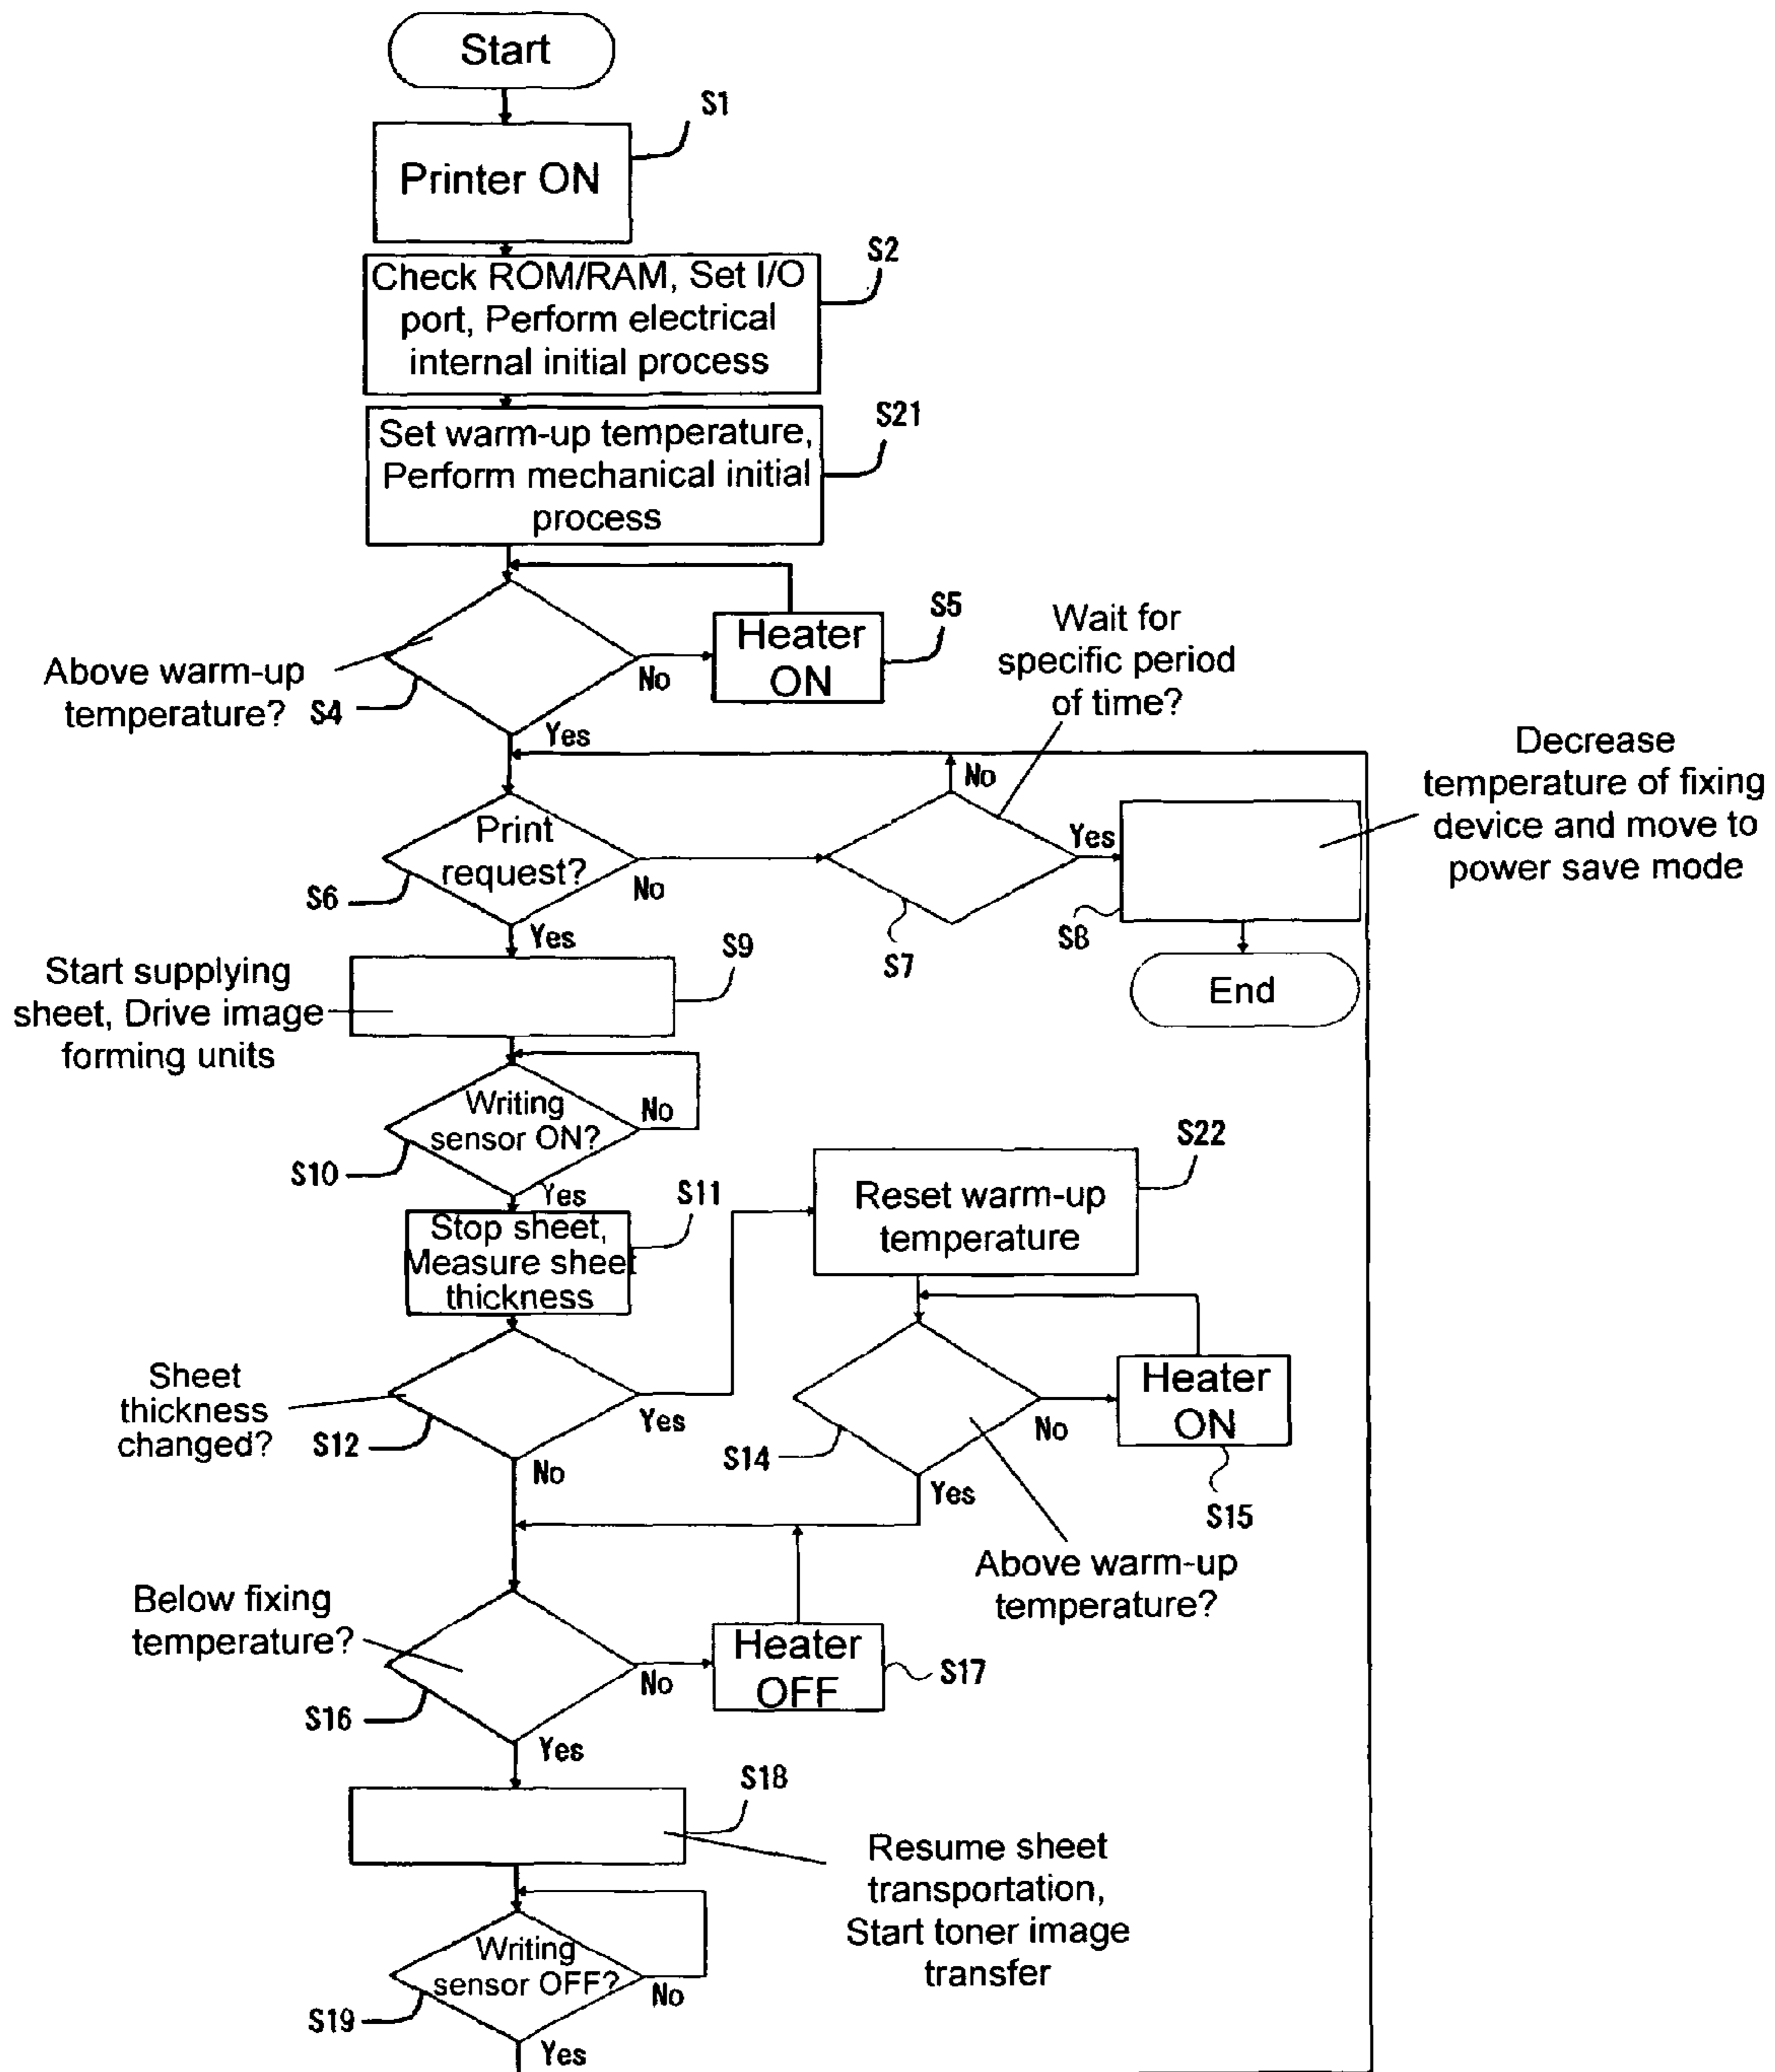 Start
S1
Printer ON
S2
Check ROM/RAM, Set I/O
port, Perform electrical
internal initial process
S21
Set warm-up temperature,
Perform mechanical initial
process
Above warm-up
temperature?
S4
No
Yes
S5
Heater
ON
Wait for
specific period
of time?
No
Yes
S7
Decrease
temperature of fixing
device and move to
power save mode
S8
End
Print
request?
S6
No
Yes
Start supplying
sheet, Drive image
forming units
S9
Writing
sensor ON?
No
S10
Yes
S11
Stop sheet,
Measure shee
thickness
Sheet
thickness
changed?
S12
Yes
No
S22
Reset warm-up
temperature
S14
No
Yes
Heater
ON
S15
Above warm-up
temperature?
Below fixing
temperature?
S16
No
Yes
Heater
OFF
S17
S18
Resume sheet
transportation,
Start toner image
transfer
Writing
sensor OFF?
No
S19
Yes